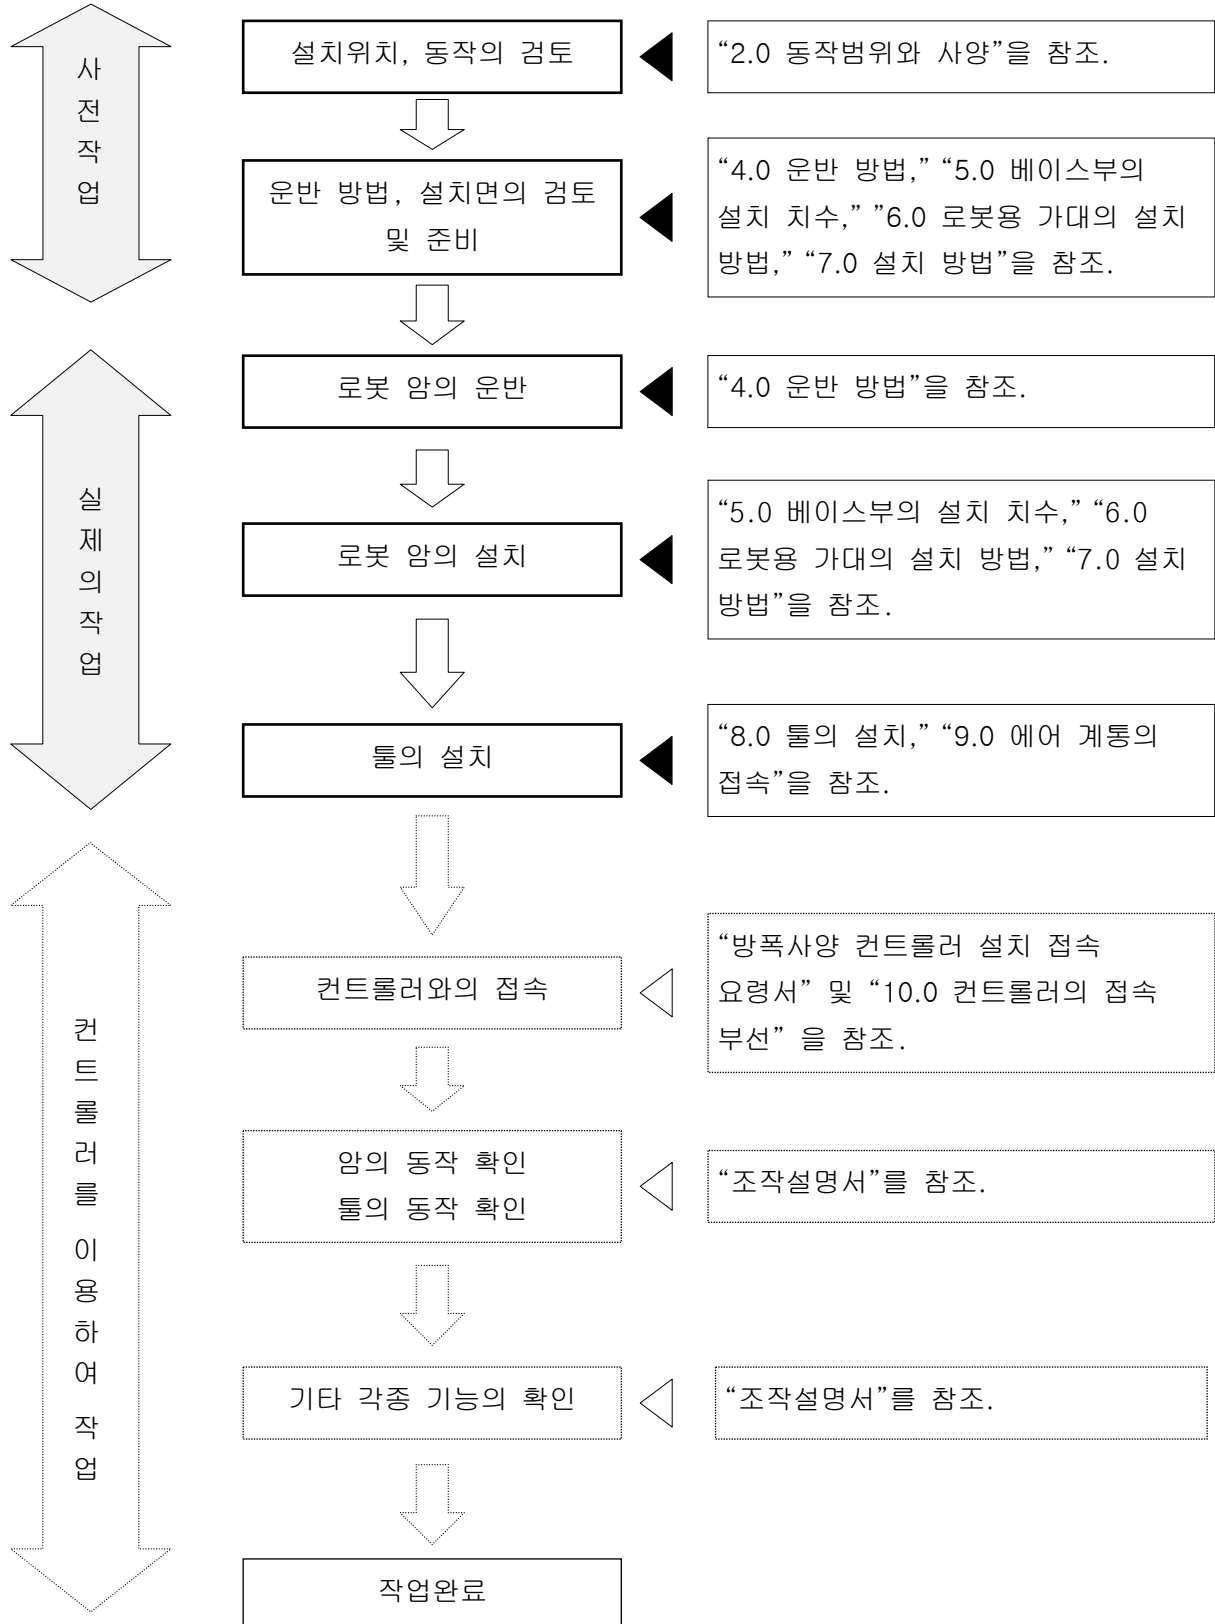 사전작업
설치위치, 동작의 검토
“2.0 동작범위와 사양”을 참조.
운반 방법, 설치면의 검토
및 준비
“4.0 운반 방법,” “5.0 베이스부의
설치 치수,” ”6.0 로봇용 가대의 설치
방법,” “7.0 설치 방법”을 참조.
실제의작업
로봇 암의 운반
“4.0 운반 방법”을 참조.
로봇 암의 설치
“5.0 베이스부의 설치 치수,” “6.0
로봇용 가대의 설치 방법,” “7.0 설치
방법”을 참조.
툴의 설치
“8.0 툴의 설치,” “9.0 에어 계통의
접속”을 참조.
컨트롤러를 이용하여 작업
컨트롤러와의 접속
“방폭사양 컨트롤러 설치 접속
요령서” 및 “10.0 컨트롤러의 접속
부선” 을 참조.
암의 동작 확인
툴의 동작 확인
“조작설명서”를 참조.
기타 각종 기능의 확인
“조작설명서”를 참조.
작업완료